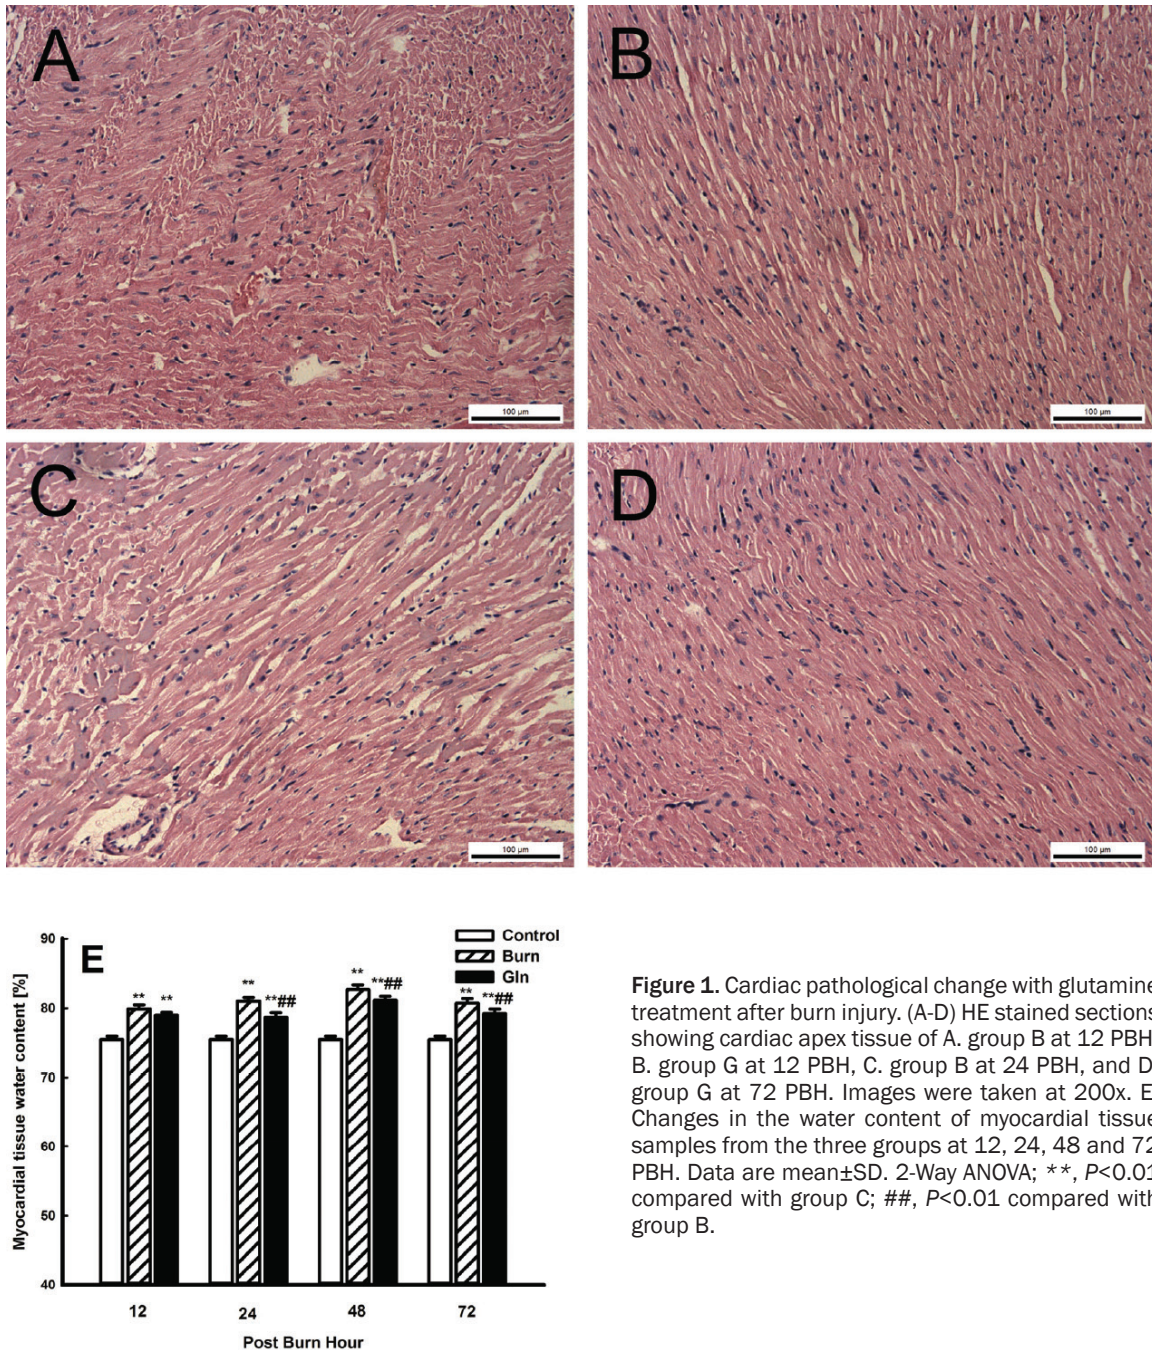 A
B
100 µm
100 µm
C
D
100 µm
100 µm
E
Control
Burn
Gln
Myocardial tissue water content [%]
90
80
70
60
50
40
** **
** **##
** **##
** **##
12 24 48 72
Post Burn Hour
Figure 1. Cardiac pathological change with glutamine
treatment after burn injury. (A-D) HE stained sections
showing cardiac apex tissue of A. group B at 12 PBH
B. group G at 12 PBH, C. group B at 24 PBH, and D
group G at 72 PBH. Images were taken at 200x. E
Changes in the water content of myocardial tissue
samples from the three groups at 12, 24, 48 and 72
PBH. Data are mean±SD. 2-Way ANOVA; **, P<0.01
compared with group C; ##, P<0.01 compared with
group B.